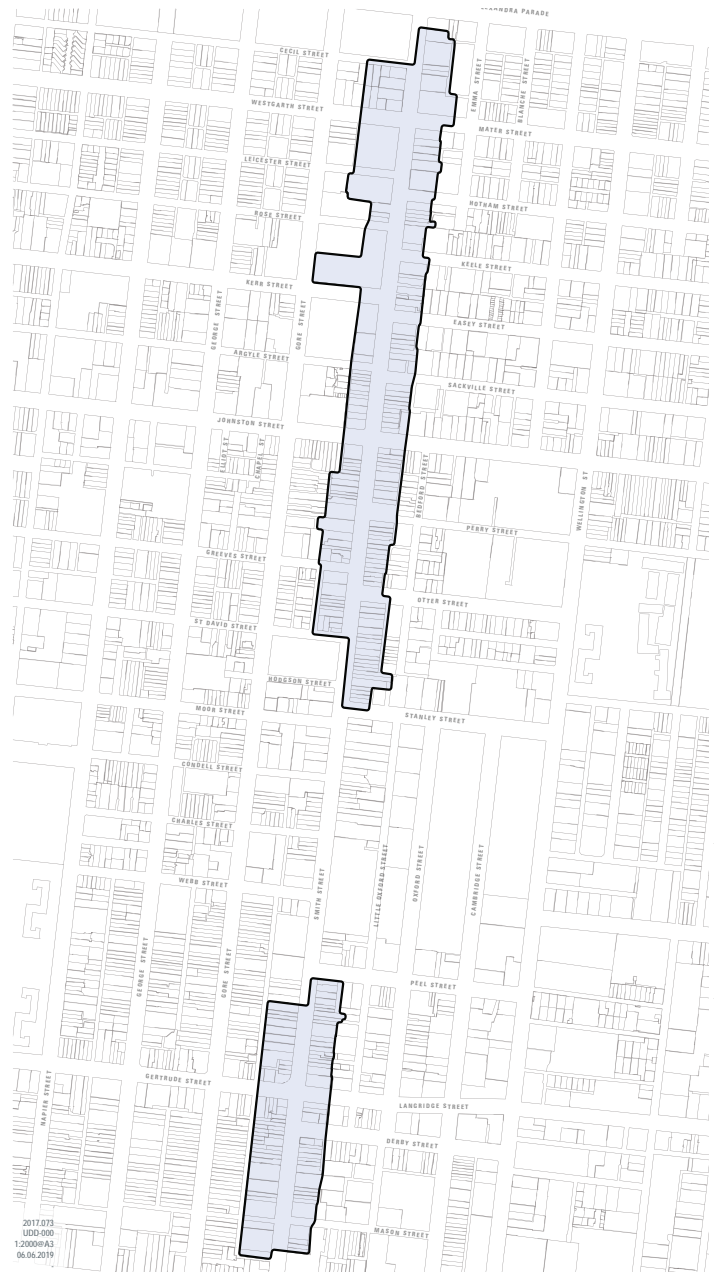 CECIL STREET
EMMA STREET
BLANCHE STREET
WESTGARTH STREET
MATER STREET
LEICESTER STREET
HOTHAM STREET
ROSE STREET
KEELE STREET
KERR STREET
GEORGE STREET
GORE STREET
EASEY STREET
ARGYLE STREET
SACKVILLE STREET
JOHNSTON STREET
ELLIOT ST
CHAPEL ST
BEDFORD STREET
WELLINGTON ST
PERRY STREET
GREEVES STREET
OTTER STREET
ST DAVID STREET
HODGSON STREET
MOOR STREET
STANLEY STREET
CONDELL STREET
CHARLES STREET
WEBB STREET
SMITH STREET
LITTLE OXFORD STREET
OXFORD STREET
CAMBRIDGE STREET
GEORGE STREET
GORE STREET
PEEL STREET
GERTRUDE STREET
NAPIER STREET
LANGRIDGE STREET
DERBY STREET
MASON STREET
2017.073
UDD-000
1:2000@A3
06.06.2019